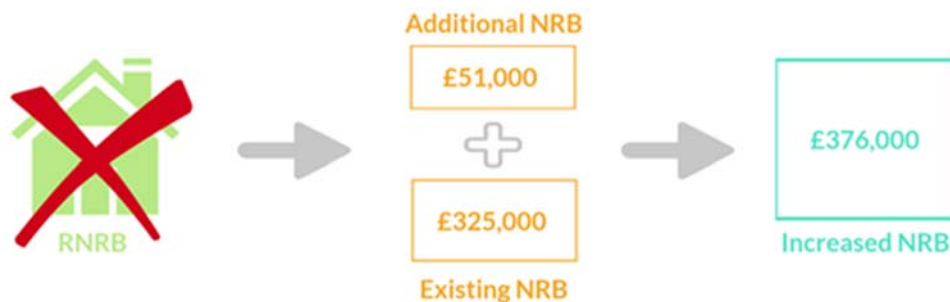 RNRB
Additional NRB
£51,000
£325,000
Existing NRB
£376,000
Increased NRB